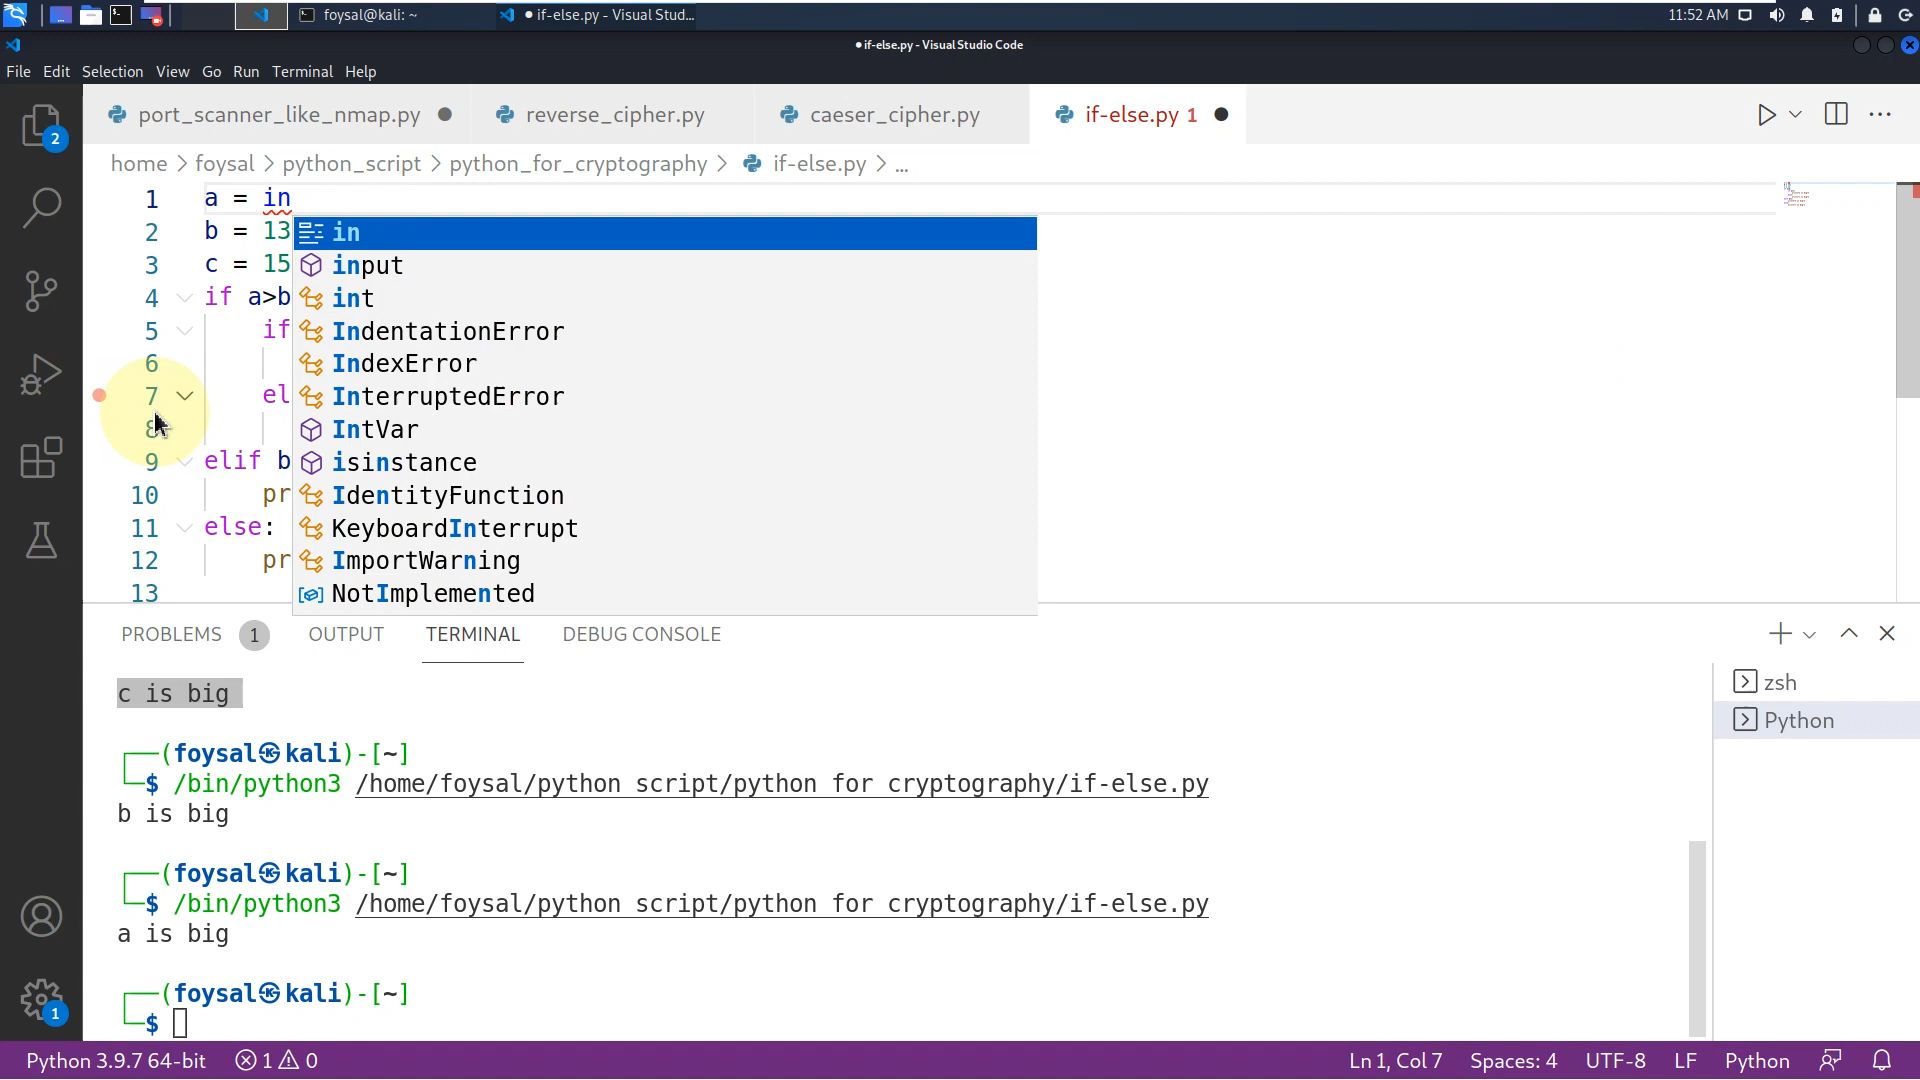 foysal@kali: ~
● if-else.py - Visual Stud...
11:52 AM
● if-else.py - Visual Studio Code
File Edit Selection View Go Run Terminal Help
port_scanner_like_nmap.py ●
reverse_cipher.py
caeser_cipher.py
if-else.py 1 ●
home > foysal > python_script > python_for_cryptography > if-else.py > ...
1 a = in
2 b = 13
3 c = 15
4 if a>b
5 if
6
7 el
8
9 elif b
10 pr
11 else:
12 pr
13
in
input
int
IndentationError
IndexError
InterruptedError
IntVar
isinstance
IdentityFunction
KeyboardInterrupt
ImportWarning
NotImplemented
2
PROBLEMS 1 OUTPUT TERMINAL DEBUG CONSOLE
c is big
zsh
Python
┌──(foysal㉿kali)-[~]
└─$ /bin/python3 /home/foysal/python_script/python_for_cryptography/if-else.py
b is big
┌──(foysal㉿kali)-[~]
└─$ /bin/python3 /home/foysal/python_script/python_for_cryptography/if-else.py
a is big
┌──(foysal㉿kali)-[~]
└─$
1
Python 3.9.7 64-bit 1 0 Ln 1, Col 7 Spaces: 4 UTF-8 LF Python